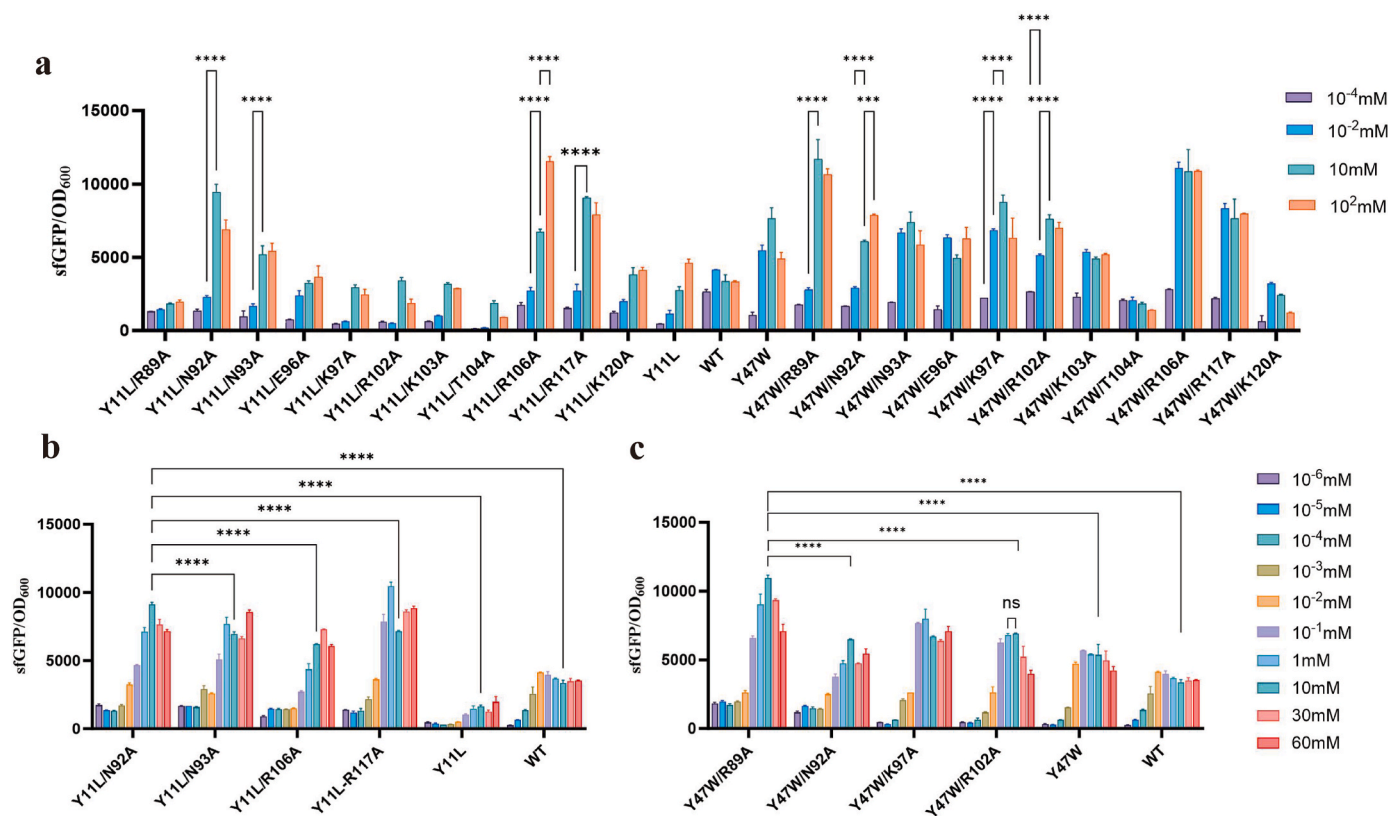 a
****
****
****
****
****
****
****
****
****
***
****
****
****
****
15000
10000
5000
0
sfGFP/OD600
10-4mM
10-2mM
10mM
102mM
Y11L/R89A
Y11L/N92A
Y11L/N93A
Y11L/E96A
Y11L/K97A
Y11L/R102A
Y11L/K103A
Y11L/T104A
Y11L/R106A
Y11L/R117A
Y11L/K120A
Y11L
WT
Y47W
Y47W/R89A
Y47W/N92A
Y47W/N93A
Y47W/E96A
Y47W/K97A
Y47W/R102A
Y47W/K103A
Y47W/T104A
Y47W/R106A
Y47W/R117A
Y47W/K120A
b
****
****
****
****
****
15000
10000
5000
0
sfGFP/OD600
Y11L/N92A
Y11L/N93A
Y11L/R106A
Y11L-R117A
Y11L
WT
c
****
****
****
****
ns
15000
10000
5000
0
sfGFP/OD600
Y47W/R89A
Y47W/N92A
Y47W/K97A
Y47W/R102A
Y47W
WT
10-6mM
10-5mM
10-4mM
10-3mM
10-2mM
10-1mM
1mM
10mM
30mM
60mM